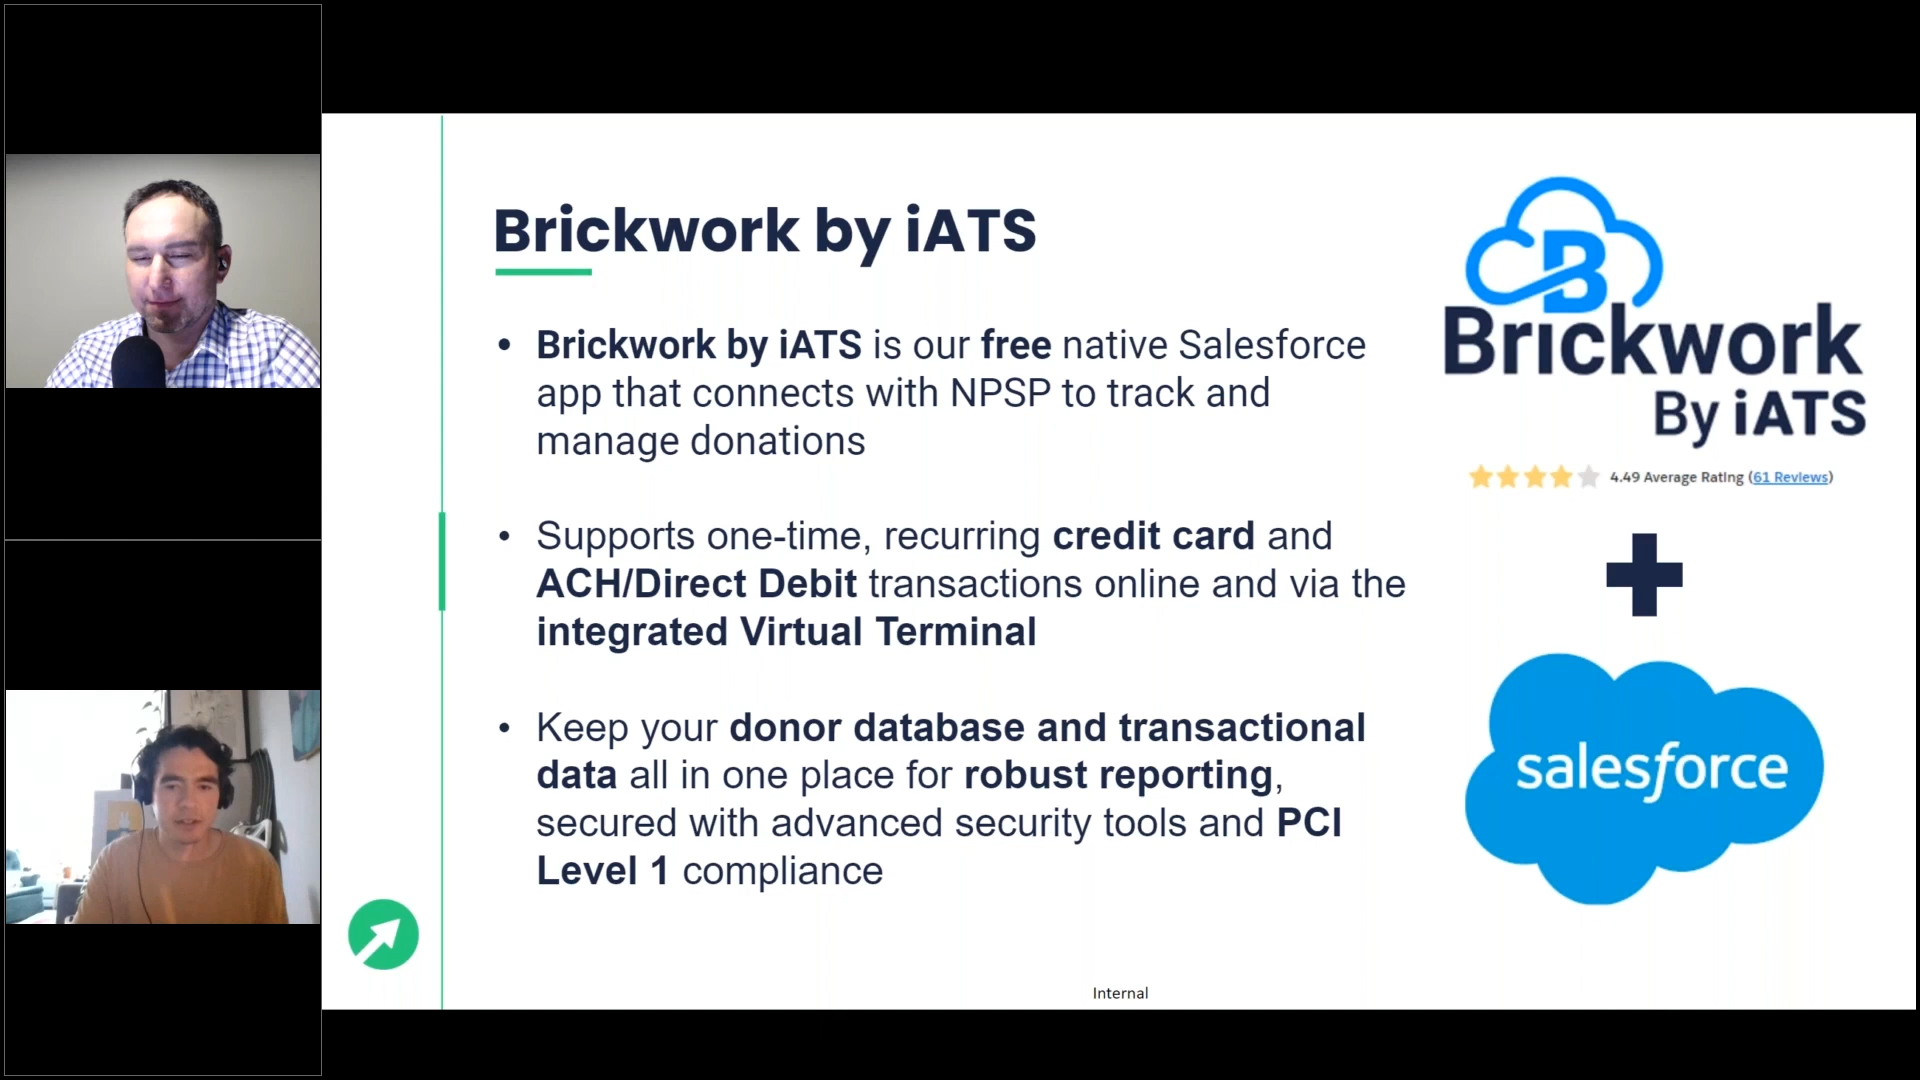 Brickwork by iATS
• Brickwork by iATS is our free native Salesforce
app that connects with NPSP to track and
manage donations
• Supports one-time, recurring credit card and
ACH/Direct Debit transactions online and via the
integrated Virtual Terminal
• Keep your donor database and transactional
data all in one place for robust reporting,
secured with advanced security tools and PCI
Level 1 compliance
B
Brickwork
By iATS
4.49 Average Rating (61 Reviews)
salesforce
Internal